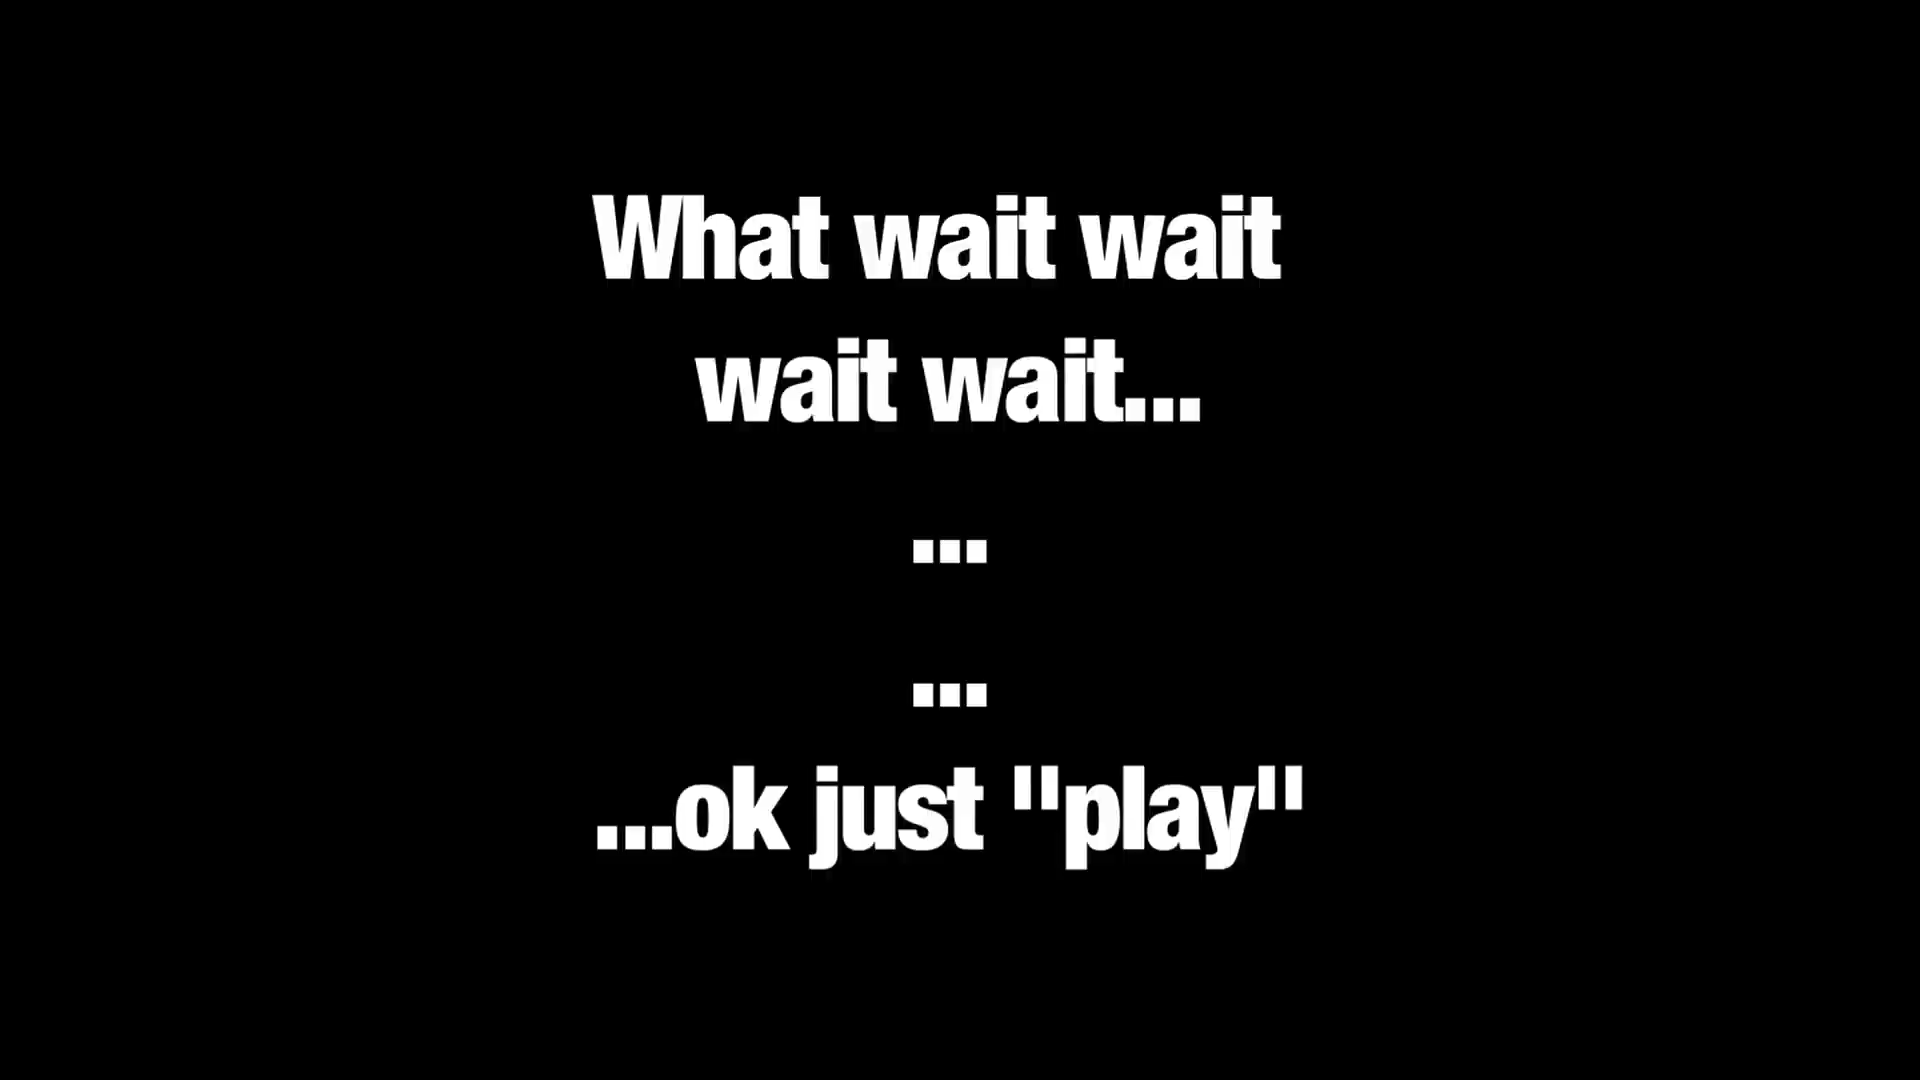 What wait wait
wait wait...
...
...
...ok just "play"